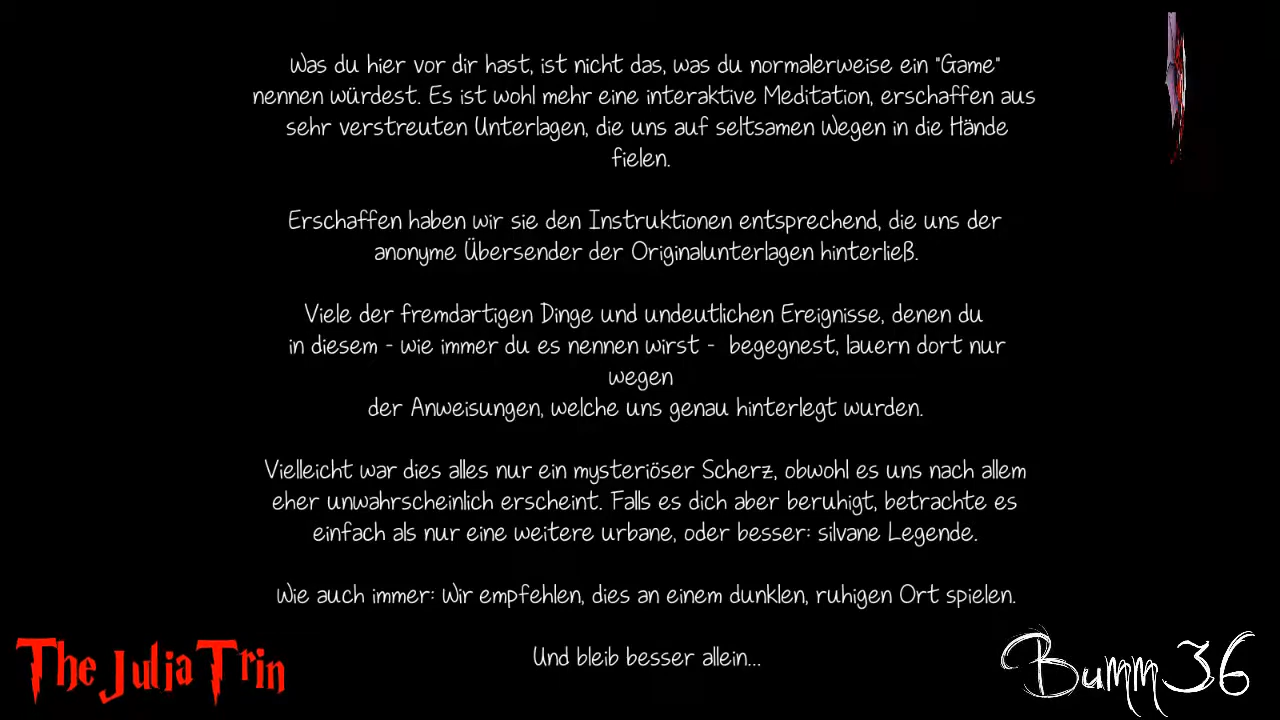 Was du hier vor dir hast, ist nicht das, was du normalerweise ein "Game"
nennen würdest. Es ist wohl mehr eine interaktive Meditation, erschaffen aus
sehr verstreuten Unterlagen, die uns auf seltsamen Wegen in die Hände
fielen.
Erschaffen haben wir sie den Instruktionen entsprechend, die uns der
anonyme Übersender der Originalunterlagen hinterließ.
Viele der fremdartigen Dinge und undeutlichen Ereignisse, denen du
in diesem - wie immer du es nennen wirst - begegnest, lauern dort nur
wegen
der Anweisungen, welche uns genau hinterlegt wurden.
Vielleicht war dies alles nur ein mysteriöser Scherz, obwohl es uns nach allem
eher unwahrscheinlich erscheint. Falls es dich aber beruhigt, betrachte es
einfach als nur eine weitere urbane, oder besser: silvane Legende.
Wie auch immer: Wir empfehlen, dies an einem dunklen, ruhigen Ort spielen.
Und bleib besser allein...
The Julia Trin
Bumm36